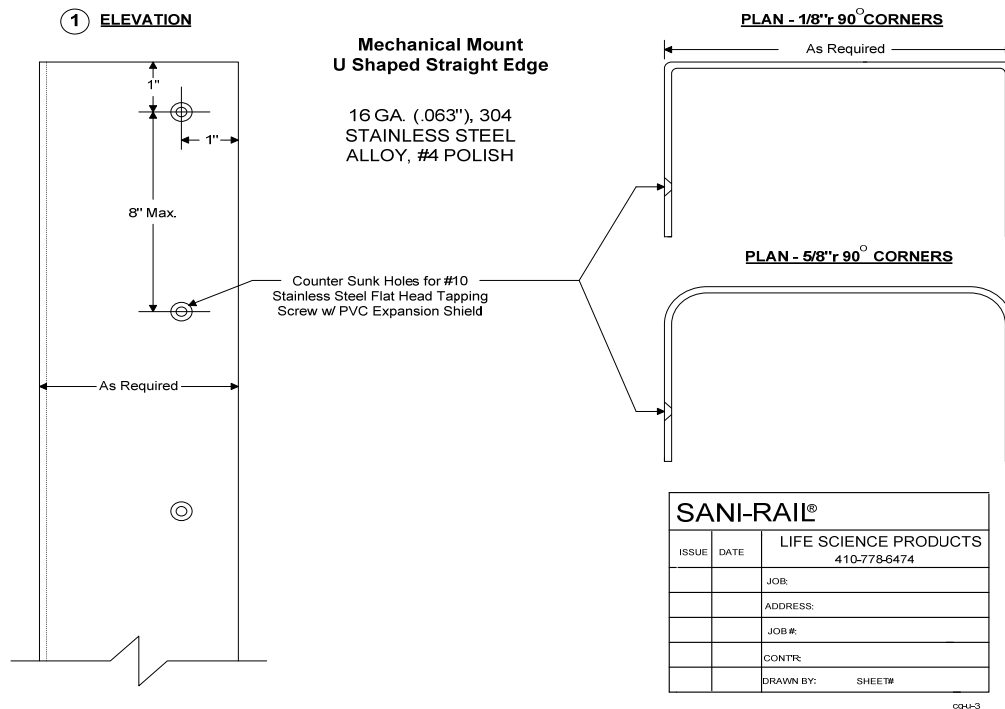 1 ELEVATION
Mechanical Mount
U Shaped Straight Edge
16 GA. (.063"), 304
STAINLESS STEEL
ALLOY, #4 POLISH
PLAN - 1/8"r 90° CORNERS
As Required
1"
1"
8" Max.
Counter Sunk Holes for #10
Stainless Steel Flat Head Tapping
Screw w/ PVC Expansion Shield
As Required
PLAN - 5/8"r 90° CORNERS
SANI-RAIL®
ISSUE DATE
LIFE SCIENCE PRODUCTS
410-778-6474
JOB:
ADDRESS:
JOB #:
CONT'R:
DRAWN BY: SHEET#
cg-u-3